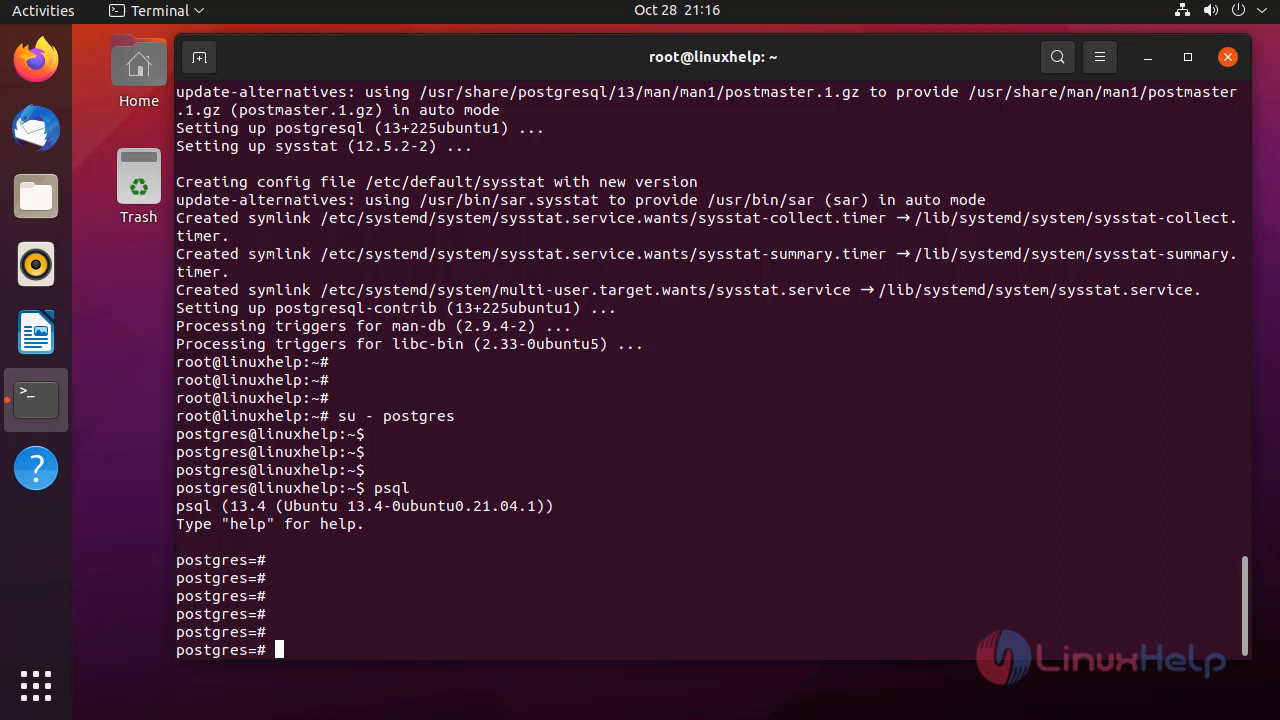 Activities
Terminal
Oct 28 21:16
root@linuxhelp: ~
Home
Trash
update-alternatives: using /usr/share/postgresql/13/man/man1/postmaster.1.gz to provide /usr/share/man/man1/postmaster
.1.gz (postmaster.1.gz) in auto mode
Setting up postgresql (13+225ubuntu1) ...
Setting up sysstat (12.5.2-2) ...
Creating config file /etc/default/sysstat with new version
update-alternatives: using /usr/bin/sar.sysstat to provide /usr/bin/sar (sar) in auto mode
Created symlink /etc/systemd/system/sysstat.service.wants/sysstat-collect.timer → /lib/systemd/system/sysstat-collect.
timer.
Created symlink /etc/systemd/system/sysstat.service.wants/sysstat-summary.timer → /lib/systemd/system/sysstat-summary.
timer.
Created symlink /etc/systemd/system/multi-user.target.wants/sysstat.service → /lib/systemd/system/sysstat.service.
Setting up postgresql-contrib (13+225ubuntu1) ...
Processing triggers for man-db (2.9.4-2) ...
Processing triggers for libc-bin (2.33-0ubuntu5) ...
root@linuxhelp:~#
root@linuxhelp:~#
root@linuxhelp:~#
root@linuxhelp:~# su - postgres
postgres@linuxhelp:~$
postgres@linuxhelp:~$
postgres@linuxhelp:~$
postgres@linuxhelp:~$ psql
psql (13.4 (Ubuntu 13.4-0ubuntu0.21.04.1))
Type "help" for help.
postgres=#
postgres=#
postgres=#
postgres=#
postgres=#
postgres=#
LinuxHelp